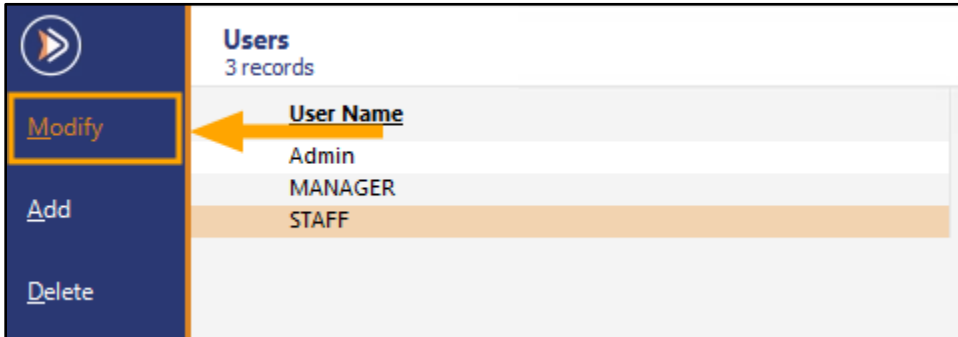 Users
3 records
Modify
User Name
Admin
MANAGER
Add
STAFF
Delete